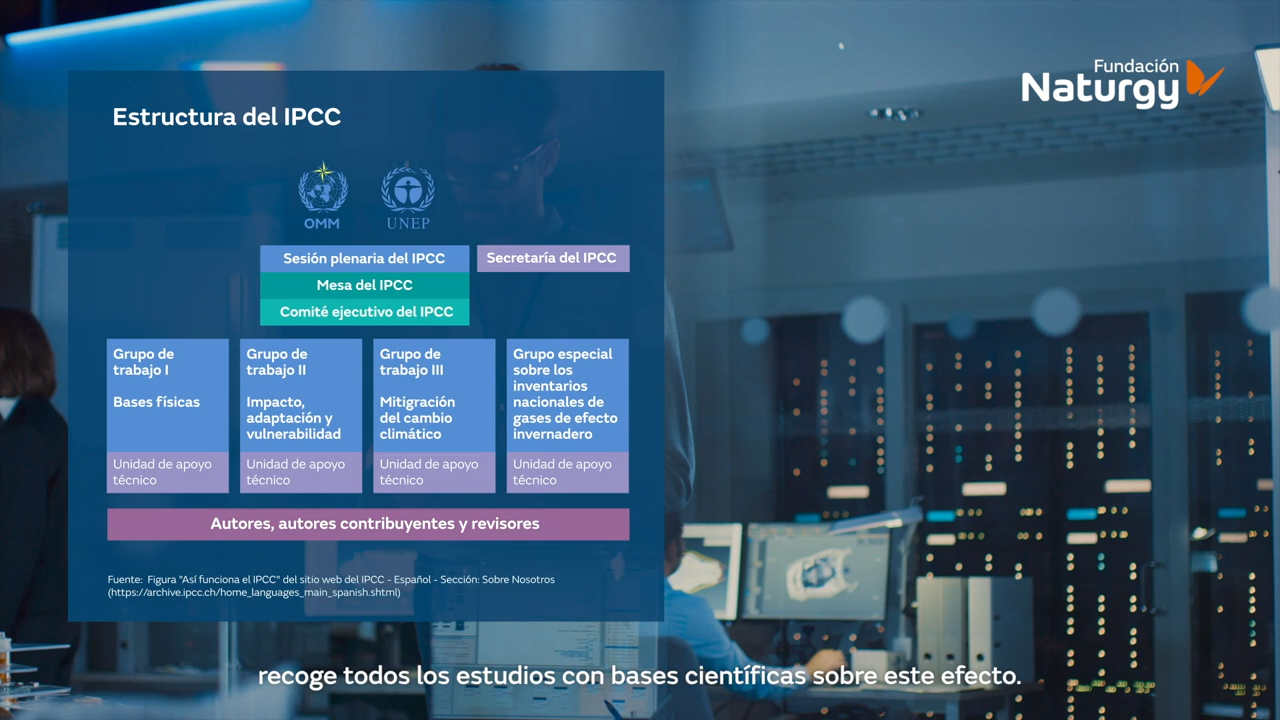 Fundación
Naturgy
Estructura del IPCC
OMM
UNEP
Sesión plenaria del IPCC
Secretaría del IPCC
Mesa del IPCC
Comité ejecutivo del IPCC
Grupo de
trabajo I
Bases físicas
Unidad de apoyo
técnico
Grupo de
trabajo II
Impacto,
adaptación y
vulnerabilidad
Unidad de apoyo
técnico
Grupo de
trabajo III
Mitigración
del cambio
climático
Unidad de apoyo
técnico
Grupo especial
sobre los
inventarios
nacionales de
gases de efecto
invernadero
Unidad de apoyo
técnico
Autores, autores contribuyentes y revisores
Fuente: Figura "Así funciona el IPCC" del sitio web del IPCC - Español - Sección: Sobre Nosotros
(https://archive.ipcc.ch/home_languages_main_spanish.shtml)
recoge todos los estudios con bases científicas sobre este efecto.